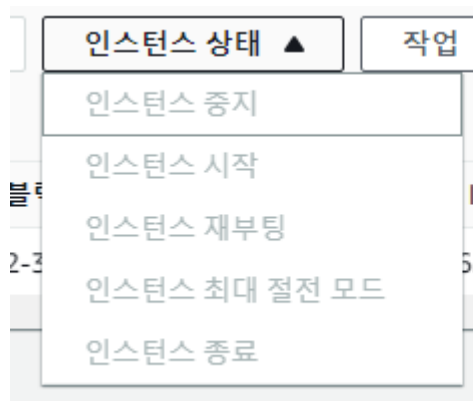 인스턴스 상태 ▲
작업
인스턴스 중지
인스턴스 시작
인스턴스 재부팅
인스턴스 최대 절전 모드
인스턴스 종료